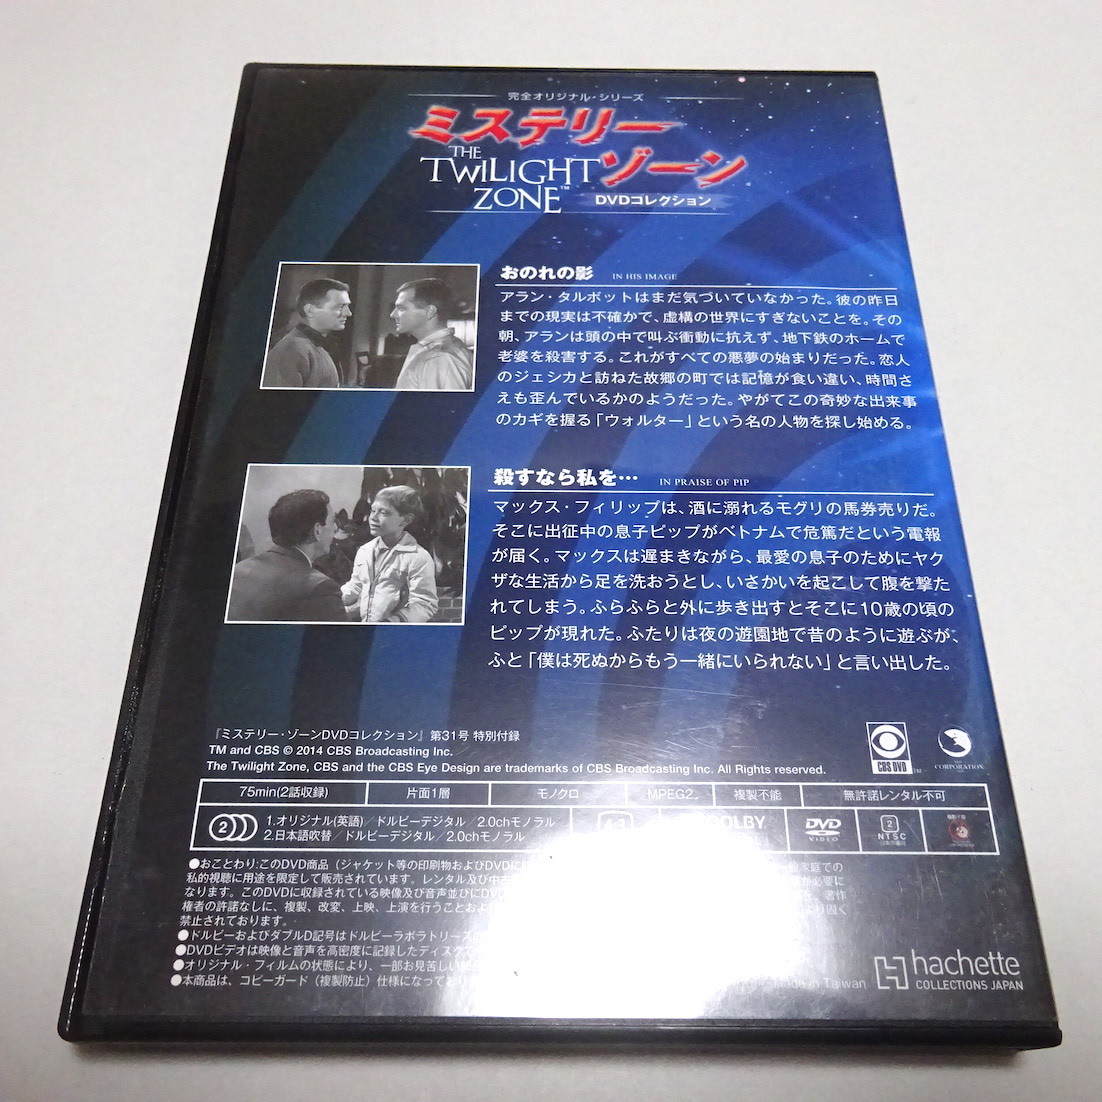 完全オリジナル・シリーズ
ミステリー
THE
TWILIGHT ゾーン
ZONE™ DVDコレクション
おのれの影 IN HIS IMAGE
アラン・タルボットはまだ気づいていなかった。彼の昨日
までの現実は不確かで、虚構の世界にすぎないことを。その
朝、アランは頭の中で叫ぶ衝動に抗えず、地下鉄のホームで
老婆を殺害する。これがすべての悪夢の始まりだった。恋人
のジェシカと訪ねた故郷の町では記憶が食い違い、時間さ
えも歪んでいるかのようだった。やがてこの奇妙な出来事
のカギを握る「ウォルター」という名の人物を探し始める。
殺すなら私を… IN PRAISE OF PIP
マックス・フィリップは、酒に溺れるモグリの馬券売りだ。
そこに出征中の息子ピップがベトナムで危篤だという電報
が届く。マックスは遅まきながら、最愛の息子のためにヤク
ザな生活から足を洗おうとし、いさかいを起こして腹を撃た
れてしまう。ふらふらと外に歩き出すとそこに10歳の頃の
ピップが現れた。ふたりは夜の遊園地で昔のように遊ぶが、
ふと「僕は死ぬからもう一緒にいられない」と言い出した。
『ミステリー・ゾーンDVDコレクション』第31号 特別付録
TM and CBS © 2014 CBS Broadcasting Inc.
The Twilight Zone, CBS and the CBS Eye Design are trademarks of CBS Broadcasting Inc. All Rights reserved.
CBS DVD™ CORPORATION
75min(2話収録) 片面1層 モノクロ MPEG2 複製不能 無許諾レンタル不可
2 1.オリジナル(英語)／ドルビーデジタル／2.0chモノラル
2.日本語吹替／ドルビーデジタル／2.0chモノラル
4:3 DOLBY DVD VIDEO 2 NTSC
●おことわり:このDVD商品（ジャケット等の印刷物およびDVDに 家庭での
私的視聴に用途を限定して販売されています。レンタル及び中 が必要に
なります。このDVDに収録されている映像及び音声並びにDV 、著作
権者の許諾なしに、複製、改変、上映、上演を行うことおよ より固く
禁止されております。
●ドルビーおよびダブルD記号はドルビーラボラトリーズ
●DVDビデオは映像と音声を高密度に記録したディスクで
●オリジナル・フィルムの状態により、一部お見苦しい
●本商品は、コピーガード（複製防止）仕様になっており Made in Taiwan
hachette
COLLECTIONS JAPAN